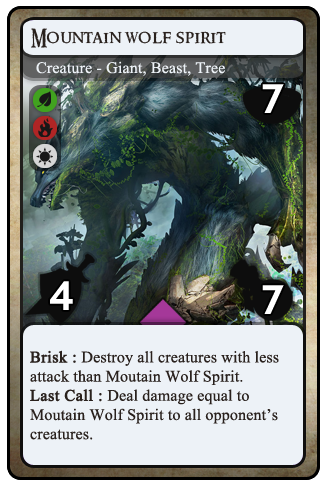 Mountain wolf spirit
Creature - Giant, Beast, Tree
7
4
7
Brisk : Destroy all creatures with less
attack than Moutain Wolf Spirit.
Last Call : Deal damage equal to
Moutain Wolf Spirit to all opponent's
creatures.